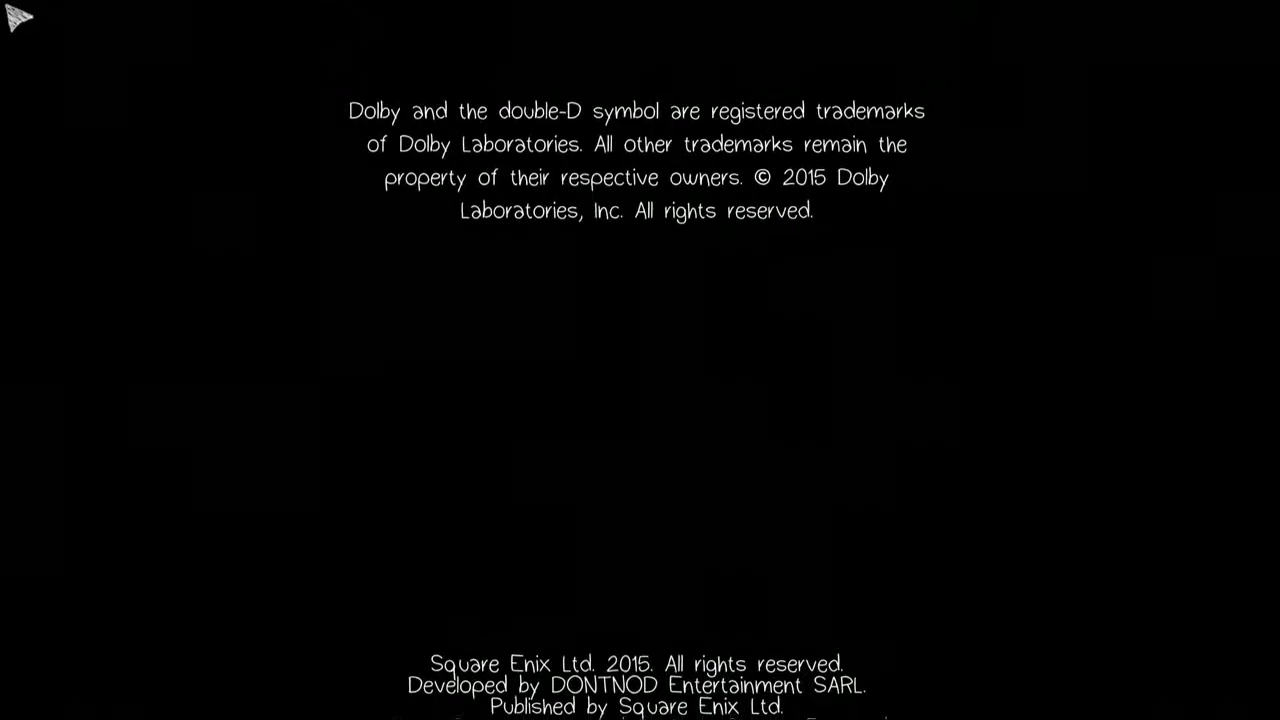 Dolby and the double-D symbol are registered trademarks
of Dolby Laboratories. All other trademarks remain the
property of their respective owners. © 2015 Dolby
Laboratories, Inc. All rights reserved.
Square Enix Ltd. 2015. All rights reserved.
Developed by DONTNOD Entertainment SARL.
Published by Square Enix Ltd.